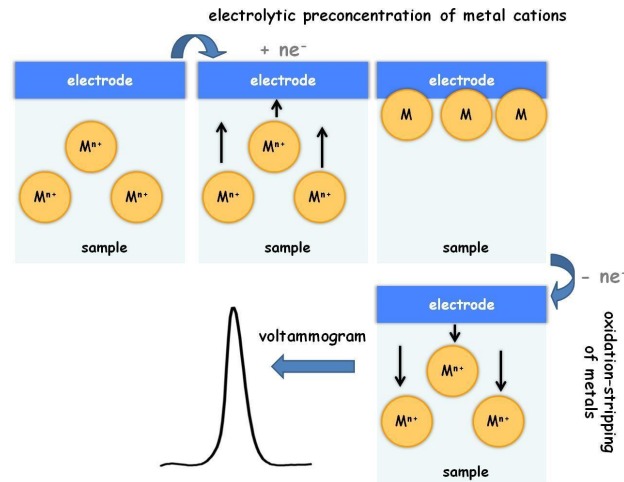 electrolytic preconcentration of metal cations
+ ne⁻
electrode
electrode
electrode
M
M
M
Mⁿ⁺
Mⁿ⁺
Mⁿ⁺
Mⁿ⁺
Mⁿ⁺
Mⁿ⁺
sample
sample
sample
- ne⁻
electrode
oxidation-stripping
of metals
voltammogram
Mⁿ⁺
Mⁿ⁺
Mⁿ⁺
sample